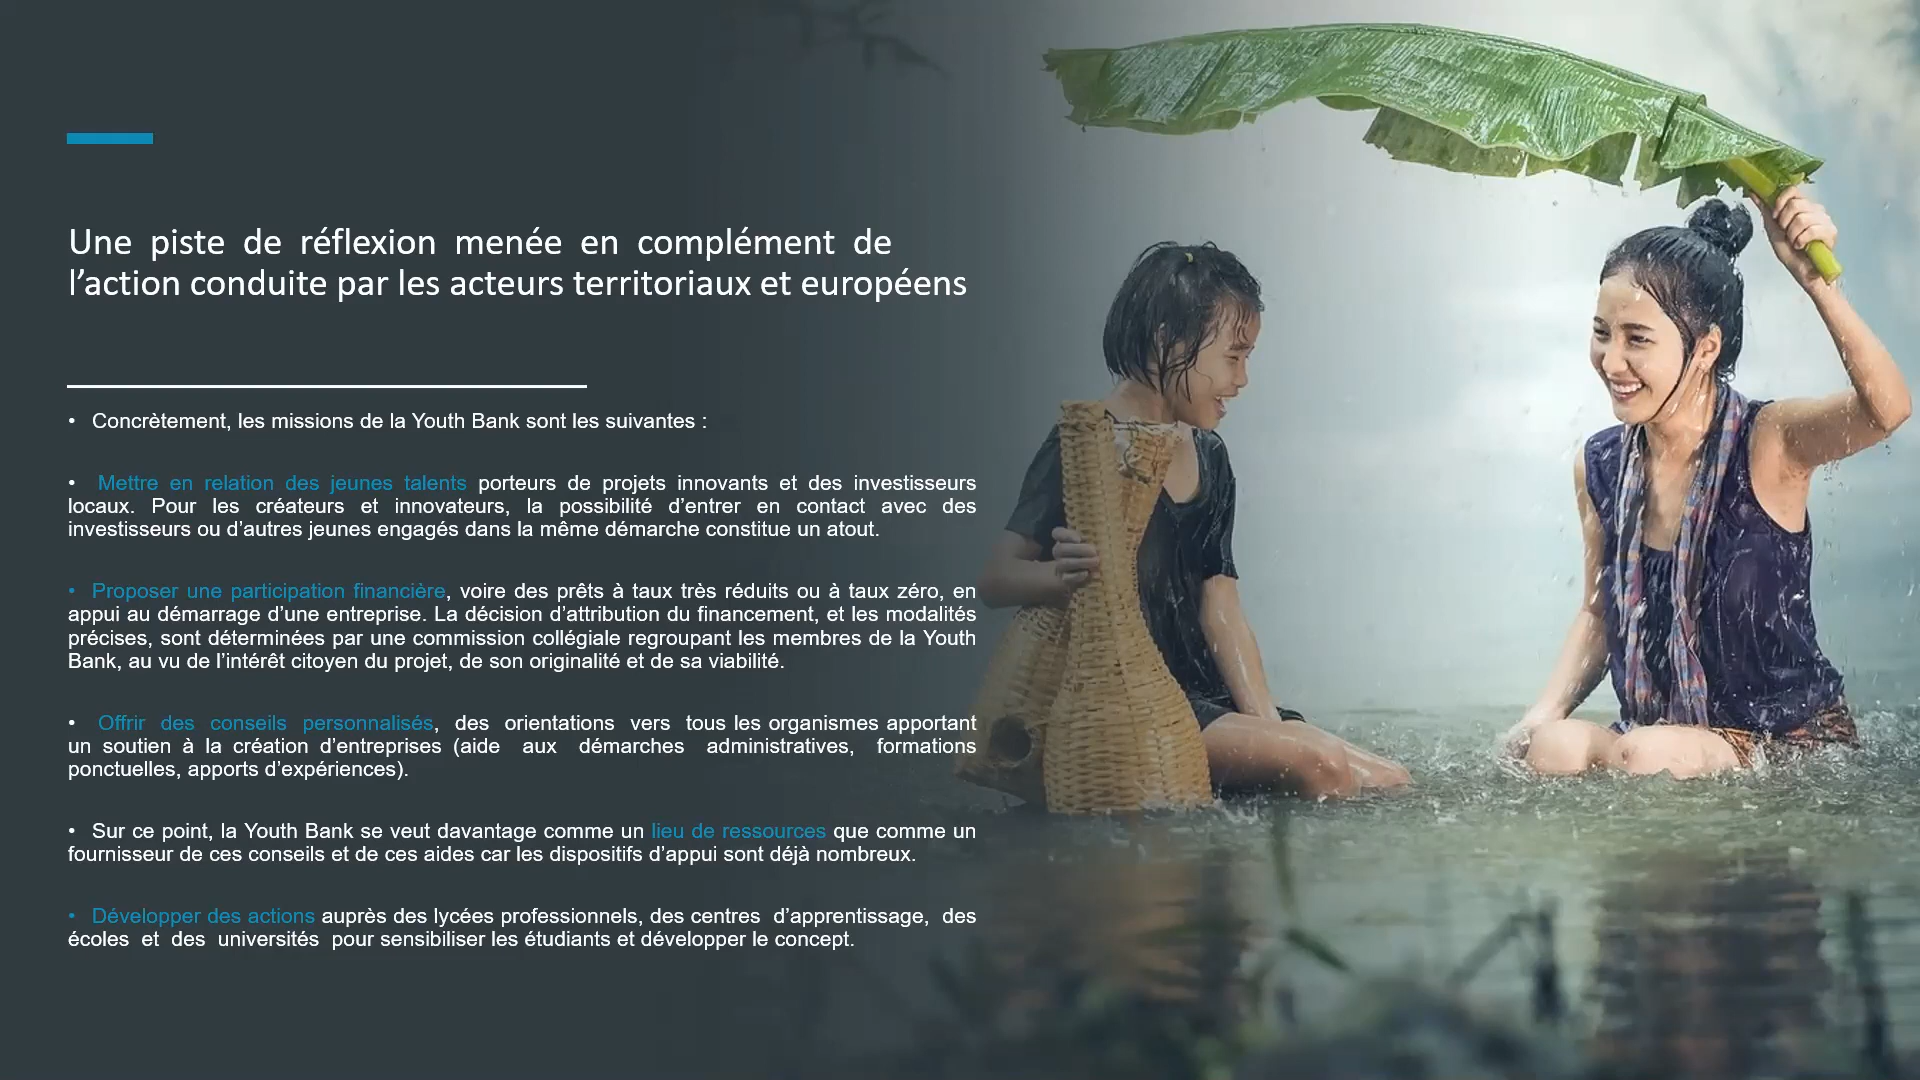 Une piste de réflexion menée en complément de
l’action conduite par les acteurs territoriaux et européens
• Concrètement, les missions de la Youth Bank sont les suivantes :
• Mettre en relation des jeunes talents porteurs de projets innovants et des investisseurs
locaux. Pour les créateurs et innovateurs, la possibilité d’entrer en contact avec des
investisseurs ou d’autres jeunes engagés dans la même démarche constitue un atout.
• Proposer une participation financière, voire des prêts à taux très réduits ou à taux zéro, en
appui au démarrage d’une entreprise. La décision d’attribution du financement, et les modalités
précises, sont déterminées par une commission collégiale regroupant les membres de la Youth
Bank, au vu de l’intérêt citoyen du projet, de son originalité et de sa viabilité.
• Offrir des conseils personnalisés, des orientations vers tous les organismes apportant
un soutien à la création d’entreprises (aide aux démarches administratives, formations
ponctuelles, apports d’expériences).
• Sur ce point, la Youth Bank se veut davantage comme un lieu de ressources que comme un
fournisseur de ces conseils et de ces aides car les dispositifs d’appui sont déjà nombreux.
• Développer des actions auprès des lycées professionnels, des centres d’apprentissage, des
écoles et des universités pour sensibiliser les étudiants et développer le concept.